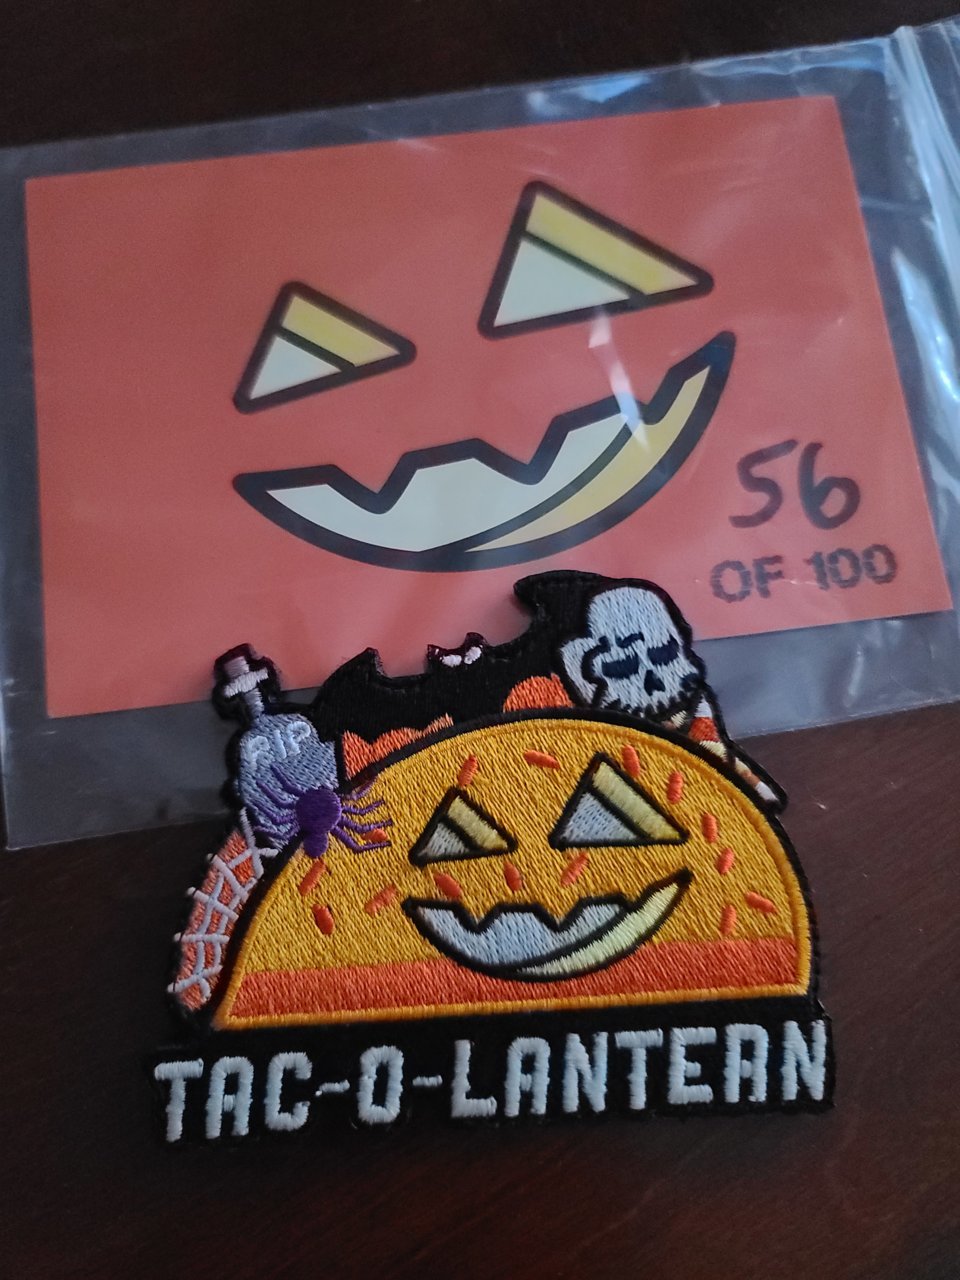 56
OF 100
RIP
TAC-O-LANTERN